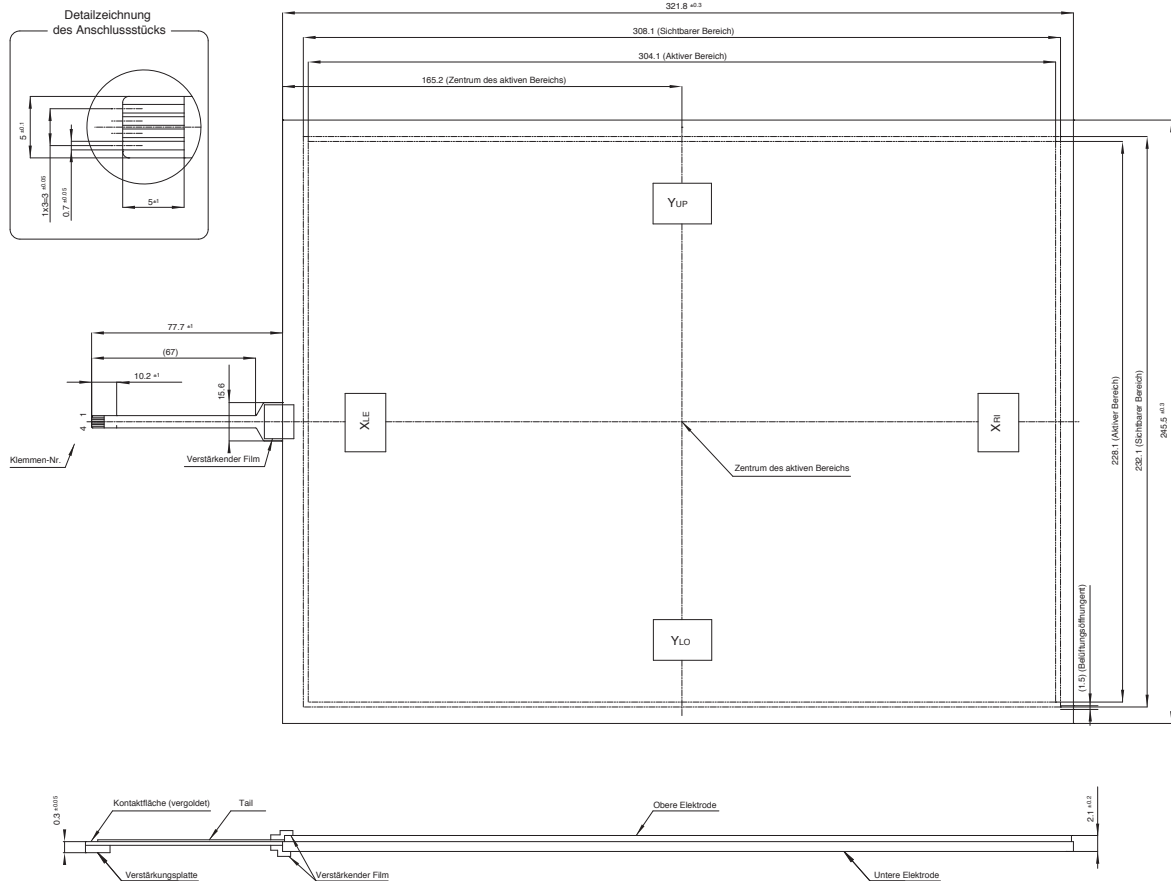 Detailzeichnung
des Anschlussstücks
5 ±0.1
1x3=3 ±0.05
0.7 ±0.05
5±1
321.8 ±0.3
308.1 (Sichtbarer Bereich)
304.1 (Aktiver Bereich)
165.2 (Zentrum des aktiven Bereichs)
YUP
77.7 ±1
(67)
10.2 ±1
15.6
1
4
Klemmen-Nr.
Verstärkender Film
XLE
XRI
Zentrum des aktiven Bereichs
228.1 (Aktiver Bereich)
232.1 (Sichtbarer Bereich)
245.5 ±0.3
YLO
(1.5) (Belüftungsöffnungent)
0.3 ±0.05
Kontaktfläche (vergoldet)
Tail
Obere Elektrode
2.1 ±0.2
Verstärkungsplatte
Verstärkender Film
Untere Elektrode